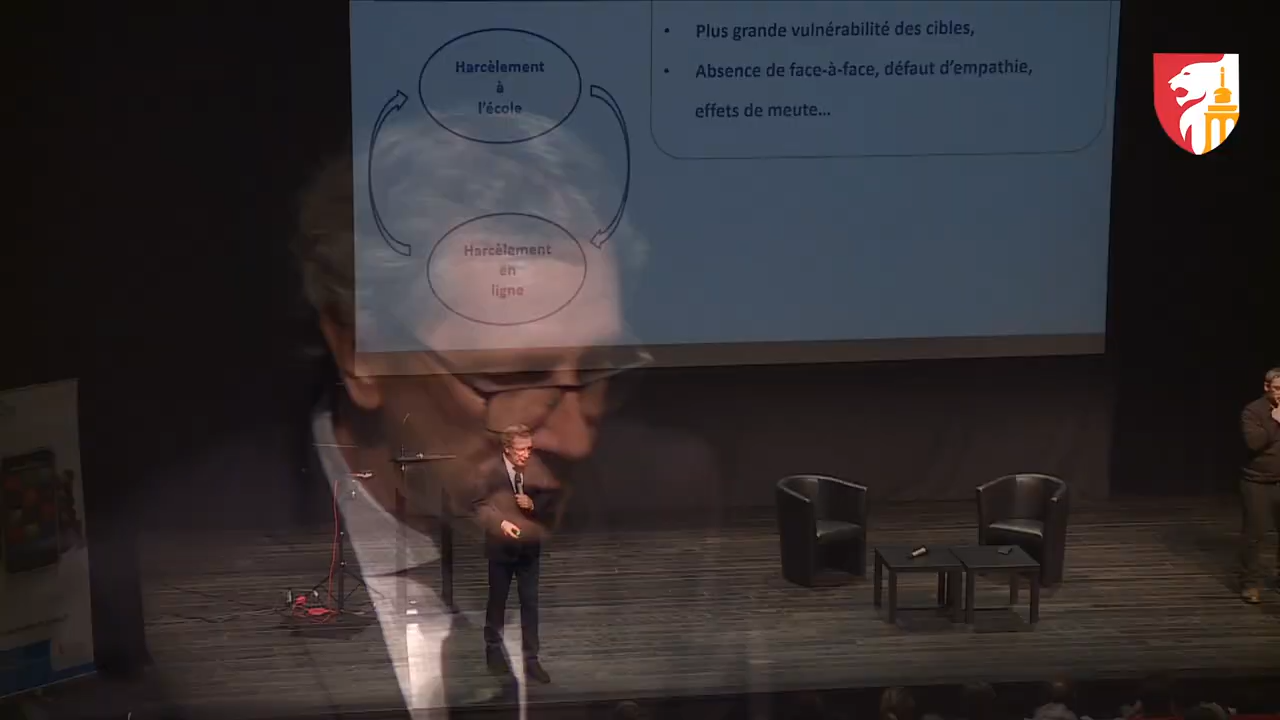 Harcèlement
à
l'école
Harcèlement
en
ligne
• Plus grande vulnérabilité des cibles,
• Absence de face-à-face, défaut d'empathie,
effets de meute...